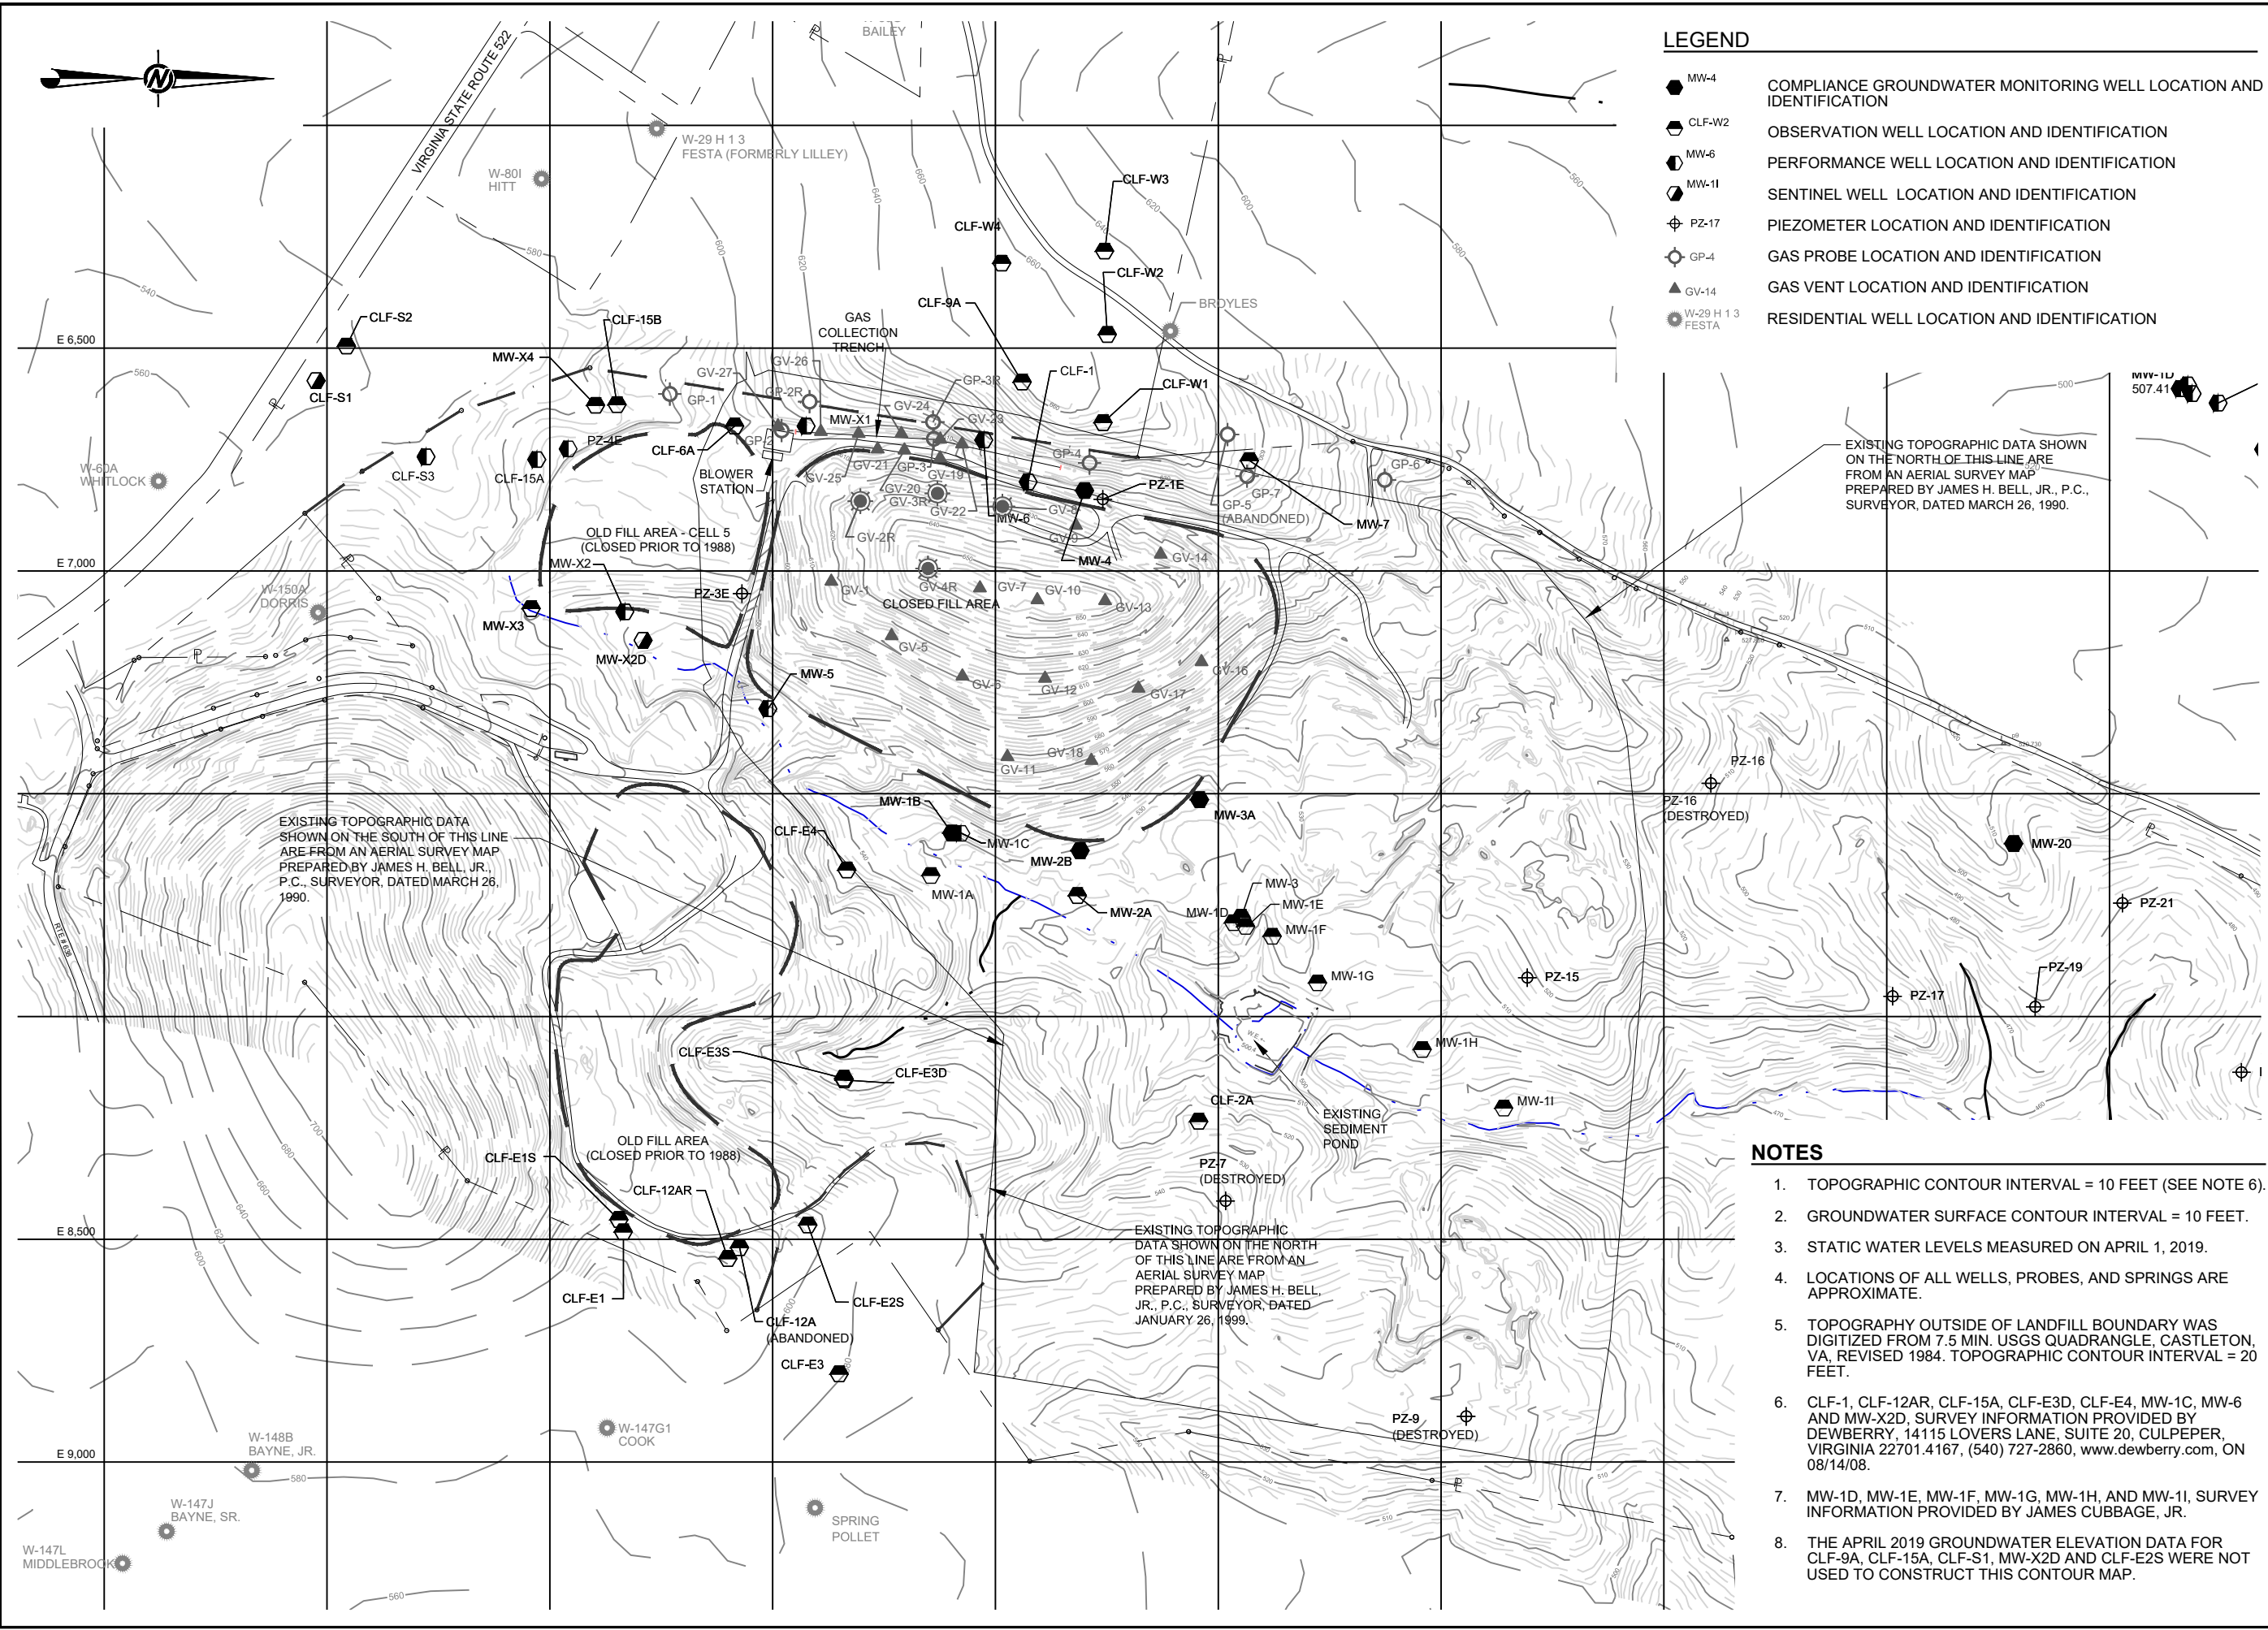 BAILEY
N
VIRGINIA STATE ROUTE 522
W-29 H 1 3
FESTA (FORMERLY LILLEY)
W-80I
HITT
LEGEND
MW-4
COMPLIANCE GROUNDWATER MONITORING WELL LOCATION AND
IDENTIFICATION
CLF-W2
OBSERVATION WELL LOCATION AND IDENTIFICATION
MW-6
PERFORMANCE WELL LOCATION AND IDENTIFICATION
MW-1I
SENTINEL WELL LOCATION AND IDENTIFICATION
PZ-17
PIEZOMETER LOCATION AND IDENTIFICATION
GP-4
GAS PROBE LOCATION AND IDENTIFICATION
GV-14
GAS VENT LOCATION AND IDENTIFICATION
W-29 H 1 3
FESTA
RESIDENTIAL WELL LOCATION AND IDENTIFICATION
CLF-W3
CLF-W4
CLF-W2
CLF-9A
BROYLES
CLF-S2
CLF-15B
GAS
COLLECTION
TRENCH
E 6,500
MW-X4
GV-26
GV-27
CLF-1
CLF-W1
CLF-S1
GP-1
GP-2R
GP-3R
GV-24
GV-23
MW-X1
MW-1D
507.41
500
PZ-4E
GP-2
CLF-6A
W-60A
WHITLOCK
CLF-S3
CLF-15A
BLOWER
STATION
GV-25
GV-21
GP-3
GV-19
GV-20
GV-3R
GV-22
MW-6
GP-4
PZ-1E
GV-8
GV-9
GP-7
GP-5
(ABANDONED)
GP-6
MW-7
EXISTING TOPOGRAPHIC DATA SHOWN
ON THE NORTH OF THIS LINE ARE
FROM AN AERIAL SURVEY MAP
PREPARED BY JAMES H. BELL, JR., P.C.,
SURVEYOR, DATED MARCH 26, 1990.
OLD FILL AREA - CELL 5
(CLOSED PRIOR TO 1988)
GV-2R
MW-4
GV-14
E 7,000
MW-X2
W-150A
DORRIS
PZ-3E
GV-1
GV-4R
GV-7
GV-10
GV-13
CLOSED FILL AREA
MW-X3
MW-X2D
GV-5
MW-5
GV-6
GV-12
GV-17
GV-16
GV-11
GV-18
PZ-16
PZ-16
(DESTROYED)
EXISTING TOPOGRAPHIC DATA
SHOWN ON THE SOUTH OF THIS LINE
ARE FROM AN AERIAL SURVEY MAP
PREPARED BY JAMES H. BELL, JR.,
P.C., SURVEYOR, DATED MARCH 26,
1990.
MW-1B
CLF-E4
MW-1C
MW-2B
MW-3A
MW-20
MW-1A
MW-2A
MW-3
MW-1D
MW-1E
MW-1F
PZ-21
RTE # 638
MW-1G
PZ-15
PZ-17
PZ-19
MW-1H
CLF-E3S
CLF-E3D
CLF-2A
MW-1I
EXISTING
SEDIMENT
POND
OLD FILL AREA
(CLOSED PRIOR TO 1988)
CLF-E1S
CLF-12AR
PZ-7
(DESTROYED)
E 8,500
EXISTING TOPOGRAPHIC
DATA SHOWN ON THE NORTH
OF THIS LINE ARE FROM AN
AERIAL SURVEY MAP
PREPARED BY JAMES H. BELL,
JR., P.C., SURVEYOR, DATED
JANUARY 26, 1999.
CLF-E1
CLF-E2S
CLF-12A
(ABANDONED)
CLF-E3
W-147G1
COOK
W-148B
BAYNE, JR.
E 9,000
PZ-9
(DESTROYED)
W-147J
BAYNE, SR.
SPRING
POLLET
W-147L
MIDDLEBROOK
NOTES
1. TOPOGRAPHIC CONTOUR INTERVAL = 10 FEET (SEE NOTE 6).
2. GROUNDWATER SURFACE CONTOUR INTERVAL = 10 FEET.
3. STATIC WATER LEVELS MEASURED ON APRIL 1, 2019.
4. LOCATIONS OF ALL WELLS, PROBES, AND SPRINGS ARE
APPROXIMATE.
5. TOPOGRAPHY OUTSIDE OF LANDFILL BOUNDARY WAS
DIGITIZED FROM 7.5 MIN. USGS QUADRANGLE, CASTLETON,
VA, REVISED 1984. TOPOGRAPHIC CONTOUR INTERVAL = 20
FEET.
6. CLF-1, CLF-12AR, CLF-15A, CLF-E3D, CLF-E4, MW-1C, MW-6
AND MW-X2D, SURVEY INFORMATION PROVIDED BY
DEWBERRY, 14115 LOVERS LANE, SUITE 20, CULPEPER,
VIRGINIA 22701.4167, (540) 727-2860, www.dewberry.com, ON
08/14/08.
7. MW-1D, MW-1E, MW-1F, MW-1G, MW-1H, AND MW-1I, SURVEY
INFORMATION PROVIDED BY JAMES CUBBAGE, JR.
8. THE APRIL 2019 GROUNDWATER ELEVATION DATA FOR
CLF-9A, CLF-15A, CLF-S1, MW-X2D AND CLF-E2S WERE NOT
USED TO CONSTRUCT THIS CONTOUR MAP.